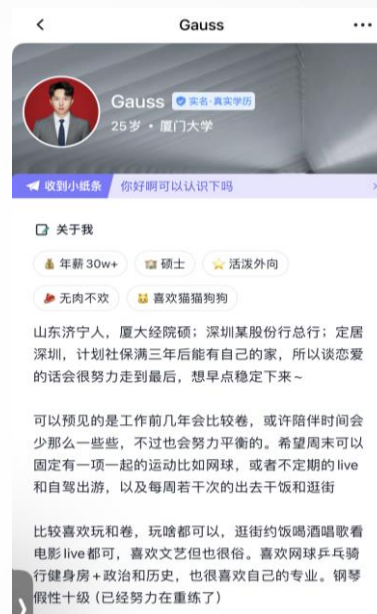 Gauss
Gauss
实名·真实学历
25岁·厦门大学
收到小纸条 你好啊可以认识下吗
关于我
年薪30w+ 硕士 活泼外向
无肉不欢 喜欢猫猫狗狗
山东济宁人，厦大经院硕；深圳某股份行总行；定居
深圳，计划社保满三年后能有自己的家，所以谈恋爱
的话会很努力走到最后，想早点稳定下来~
可以预见的是工作前几年会比较卷，或许陪伴时间会
少那么一些些，不过也会努力平衡的。希望周末可以
固定有一项一起的运动比如网球，或者不定期的live
和自驾出游，以及每周若干次的出去干饭和逛街
比较喜欢玩和卷，玩啥都可以，逛街约饭喝酒唱歌看
电影live都可，喜欢文艺但也很俗。喜欢网球乒乓骑
行健身房+政治和历史，也很喜欢自己的专业。钢琴
假性十级（已经努力在重练了）